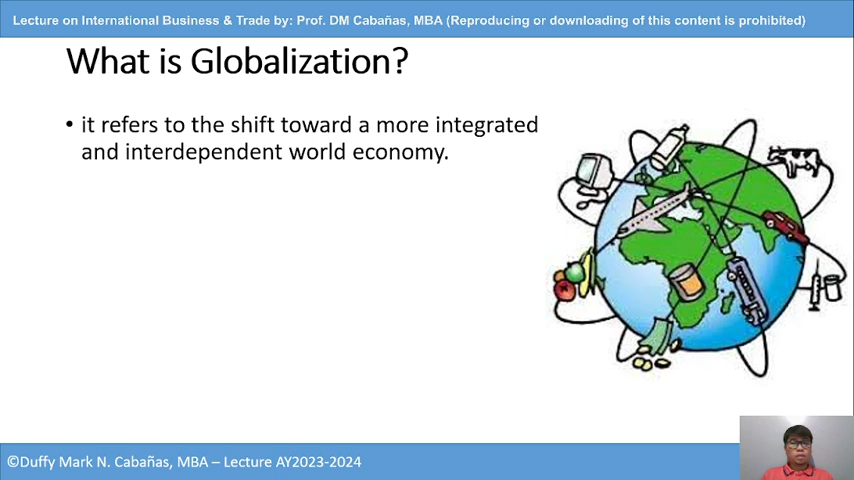 Lecture on International Business & Trade by: Prof. DM Cabañas, MBA (Reproducing or downloading of this content is prohibited)
What is Globalization?
• it refers to the shift toward a more integrated
and interdependent world economy.
©Duffy Mark N. Cabañas, MBA – Lecture AY2023-2024